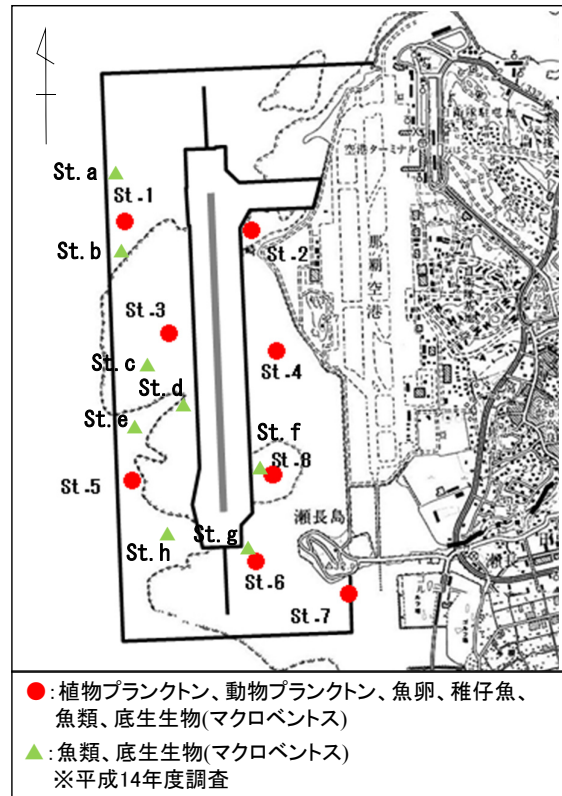 空港ターミナル
St.a
St.1
St.b
St.2
那覇空港
St.3
St.4
St.c
St.d
St.e
St.f
St.8
St.5
瀬長島
St.h
St.g
St.6
St.7
●:植物プランクトン、動物プランクトン、魚卵、稚仔魚、
魚類、底生生物(マクロベントス)
▲:魚類、底生生物(マクロベントス)
※平成14年度調査